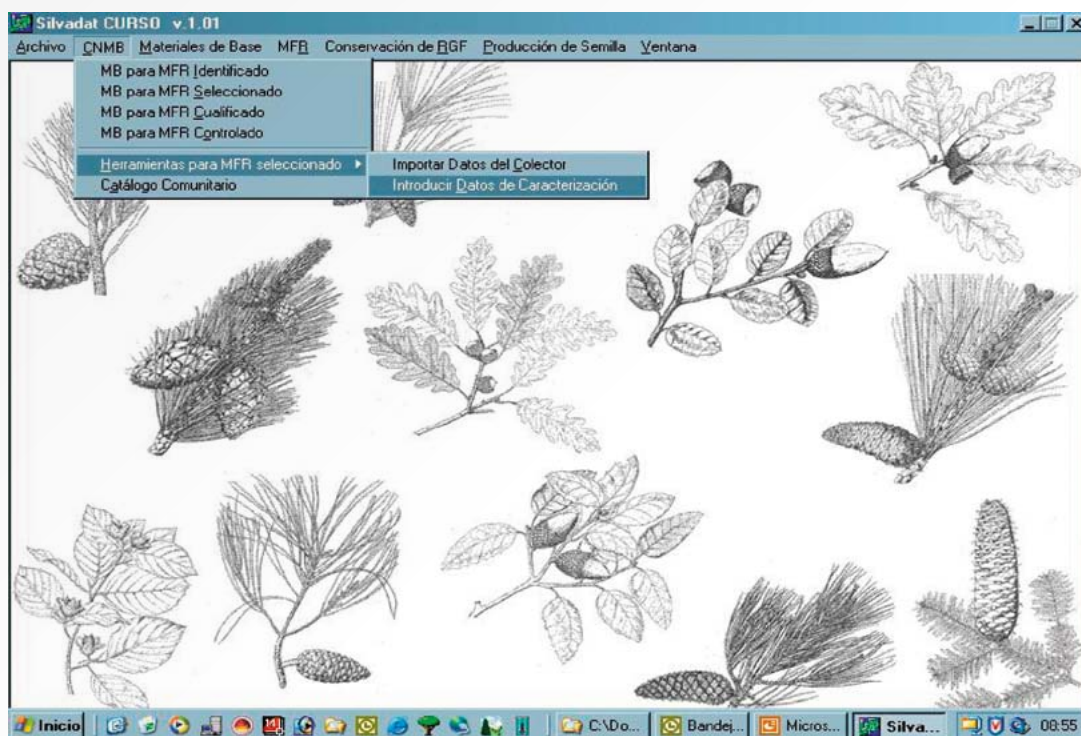 Silvadat CURSO v.1.01
Archivo CNMB Materiales de Base MFR Conservación de RGF Producción de Semilla Ventana
MB para MFR Identificado
MB para MFR Seleccionado
MB para MFR Cualificado
MB para MFR Controlado
Herramientas para MFR seleccionado
Importar Datos del Colector
Catálogo Comunitario
Introducir Datos de Caracterización
Inicio C:\Do... Bandej... Micros... Silva... 08:55